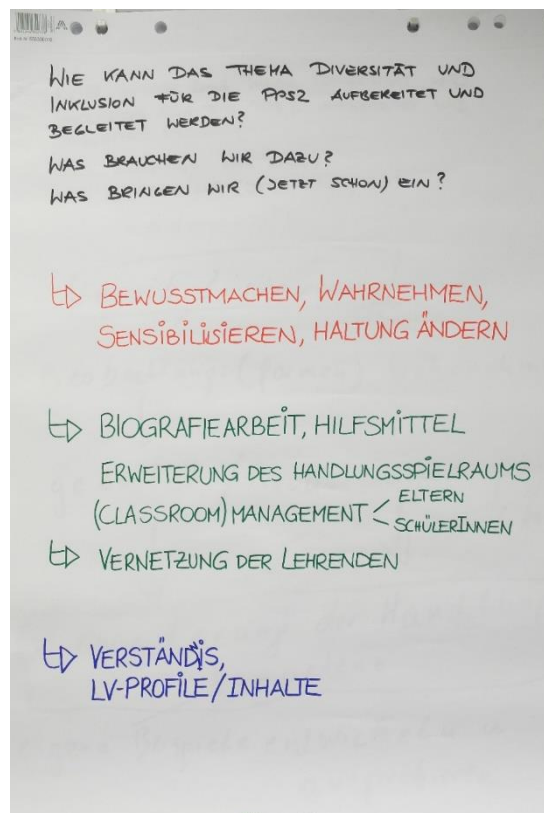 WIE KANN DAS THEMA DIVERSITÄT UND
INKLUSION FÜR DIE PPS2 AUFBEREITET UND
BEGLEITET WERDEN?
WAS BRAUCHEN WIR DAZU?
WAS BRINGEN WIR (JETZT SCHON) EIN?
BEWUSSTMACHEN, WAHRNEHMEN,
SENSIBILISIEREN, HALTUNG ÄNDERN
BIOGRAFIEARBEIT, HILFSMITTEL
ERWEITERUNG DES HANDLUNGSSPIELRAUMS
(CLASSROOM) MANAGEMENT < ELTERN
SCHÜLERINNEN
VERNETZUNG DER LEHRENDEN
VERSTÄNDIS,
LV-PROFILE/INHALTE